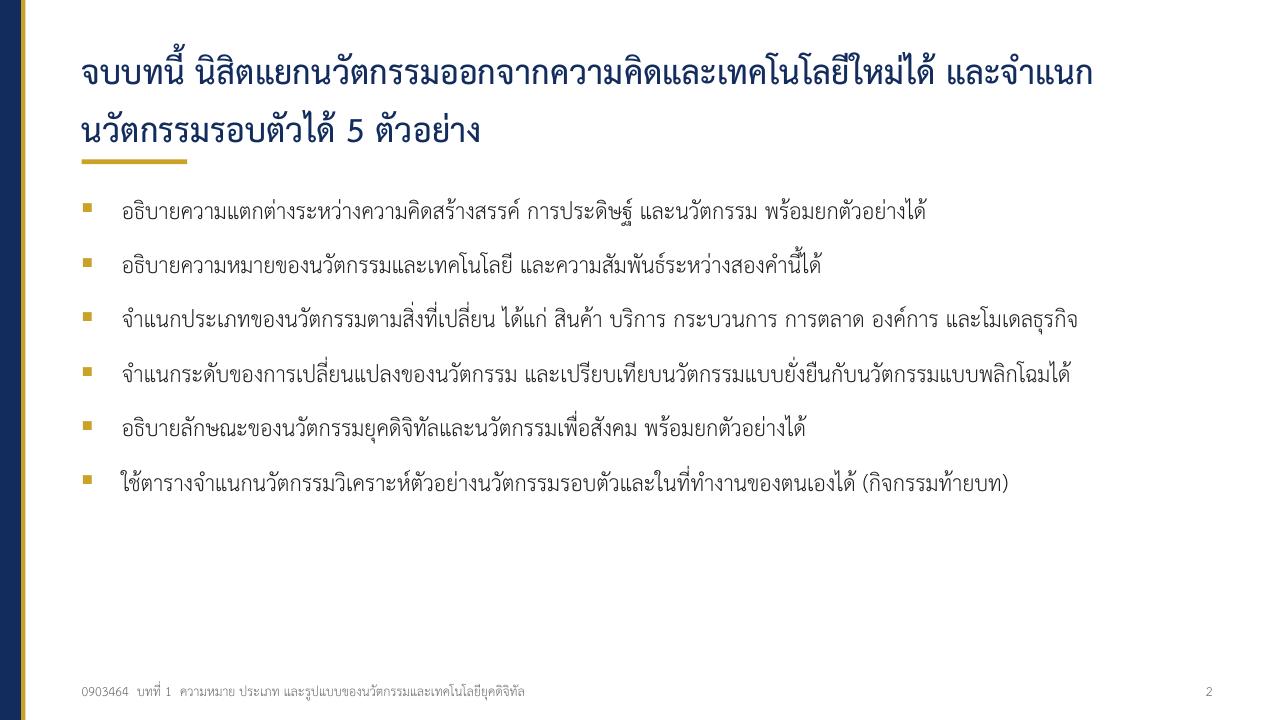 จบบทนี้ นิสิตแยกนวัตกรรมออกจากความคิดและเทคโนโลยีใหม่ได้ และจำแนก
นวัตกรรมรอบตัวได้ 5 ตัวอย่าง
อธิบายความแตกต่างระหว่างความคิดสร้างสรรค์ การประดิษฐ์ และนวัตกรรม พร้อมยกตัวอย่างได้
อธิบายความหมายของนวัตกรรมและเทคโนโลยี และความสัมพันธ์ระหว่างสองคำนี้ได้
จำแนกประเภทของนวัตกรรมตามสิ่งที่เปลี่ยน ได้แก่ สินค้า บริการ กระบวนการ การตลาด องค์การ และโมเดลธุรกิจ
จำแนกระดับของการเปลี่ยนแปลงของนวัตกรรม และเปรียบเทียบนวัตกรรมแบบยั่งยืนกับนวัตกรรมแบบพลิกโฉมได้
อธิบายลักษณะของนวัตกรรมยุคดิจิทัลและนวัตกรรมเพื่อสังคม พร้อมยกตัวอย่างได้
ใช้ตารางจำแนกนวัตกรรมวิเคราะห์ตัวอย่างนวัตกรรมรอบตัวและในที่ทำงานของตนเองได้ (กิจกรรมท้ายบท)
0903464 บทที่ 1 ความหมาย ประเภท และรูปแบบของนวัตกรรมและเทคโนโลยียุคดิจิทัล
2